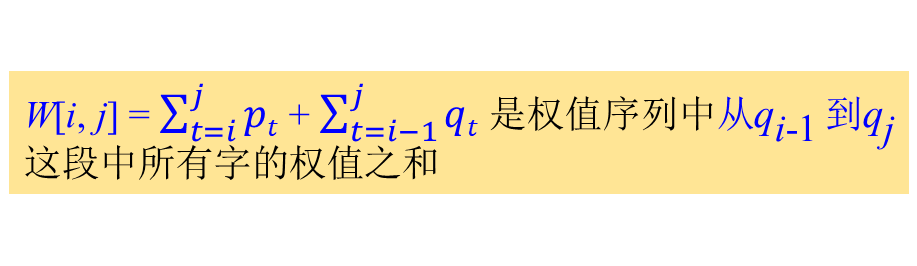 W[i, j] = ∑_{t=i}^{j} p_t + ∑_{t=i−1}^{j} q_t 是权值序列中从q_{i-1} 到q_j
这段中所有字的权值之和